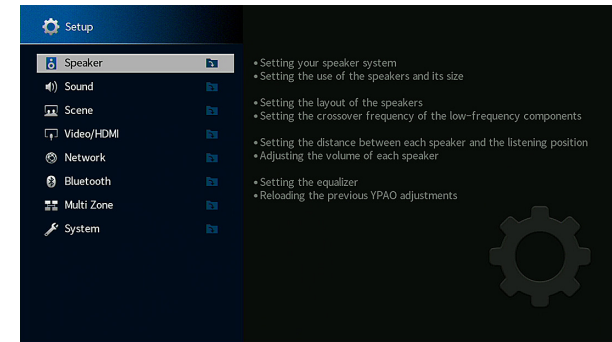 Setup
Speaker
Sound
Scene
Video/HDMI
Network
Bluetooth
Multi Zone
System
•Setting your speaker system
•Setting the use of the speakers and its size
•Setting the layout of the speakers
•Setting the crossover frequency of the low-frequency components
•Setting the distance between each speaker and the listening position
•Adjusting the volume of each speaker
•Setting the equalizer
•Reloading the previous YPAO adjustments